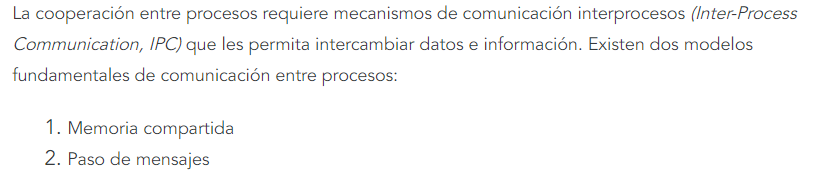 La cooperación entre procesos requiere mecanismos de comunicación interprocesos (Inter-Process
Communication, IPC) que les permita intercambiar datos e información. Existen dos modelos
fundamentales de comunicación entre procesos:
1. Memoria compartida
2. Paso de mensajes